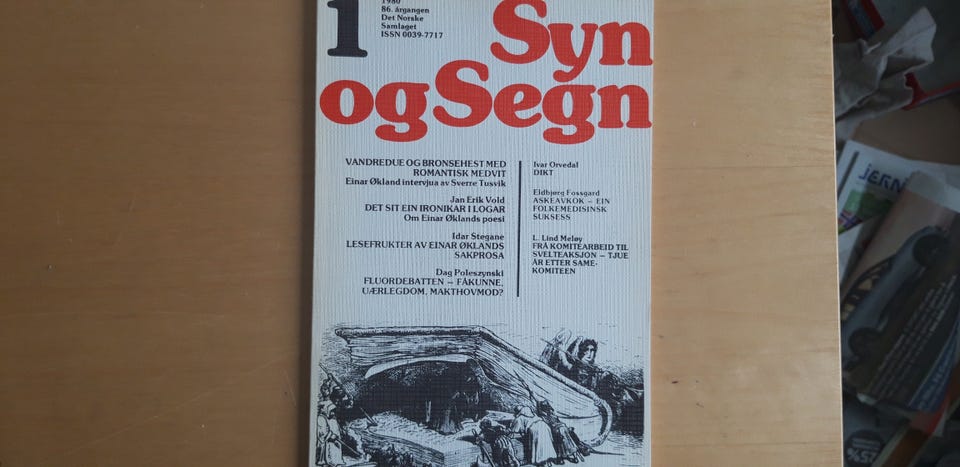 1
1980
86. årgangen
Det Norske
Samlaget
ISSN 0039-7717
Syn
og Segn
VANDREDUE OG BRONSEHEST MED
ROMANTISK MEDVIT
Einar Økland intervjua av Sverre Tusvik
Jan Erik Vold
DET SIT EIN IRONIKAR I LOGAR
Om Einar Øklands poesi
Idar Stegane
LESEFRUKTER AV EINAR ØKLANDS
SAKPROSA
Dag Poleszynski
FLUORDEBATTEN – FÅKUNNE,
UÆRLEGDOM, MAKTHOVMOD?
Ivar Orvedal
DIKT
Eldbjørg Fossgard
ASKEAVKOK – EIN
FOLKEMEDISINSK
SUKSESS
L. Lind Meløy
FRÅ KOMITÉARBEID TIL
SVELTEAKSJON – TJUE
ÅR ETTER SAME-
KOMITEEN
JERN
25%